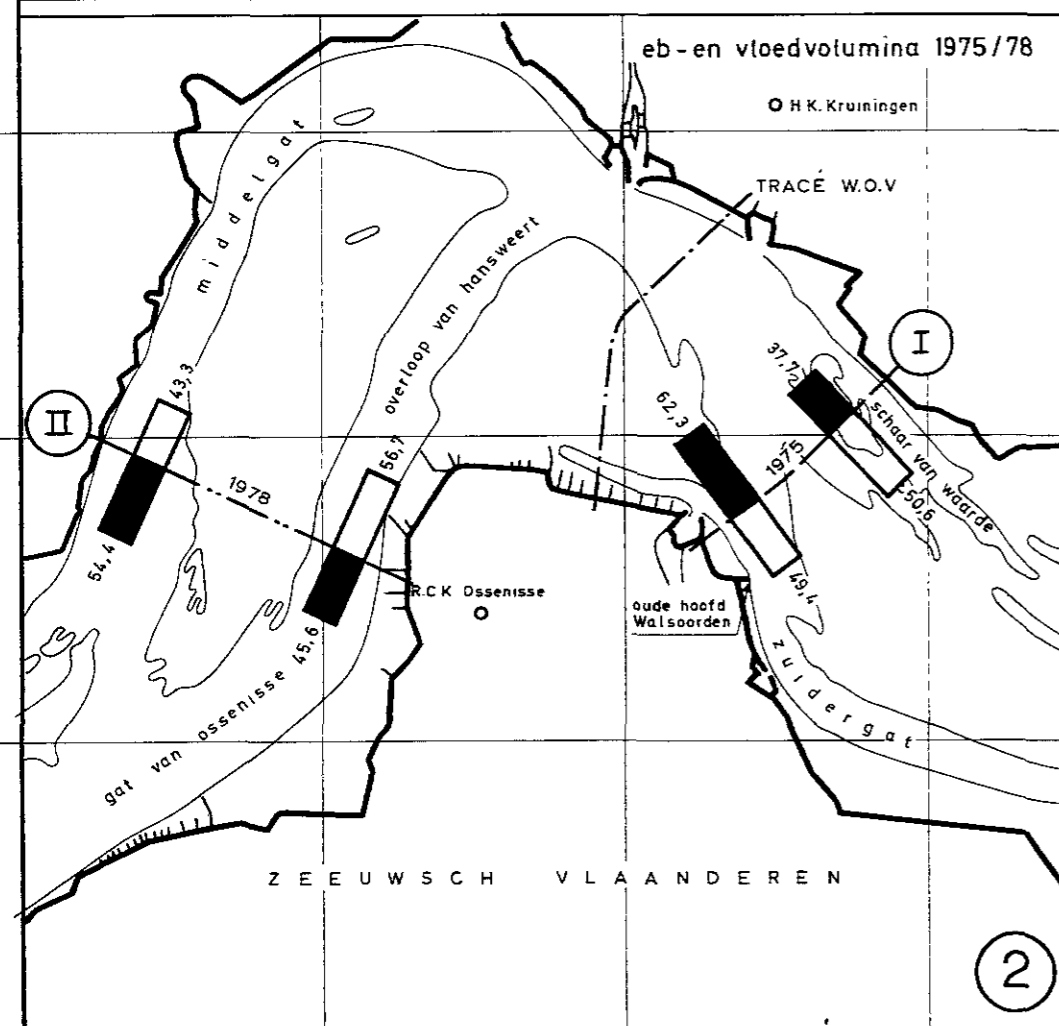 eb-en vloedvolumina 1975/78
H K. Kruiningen
TRACÉ W.O.V
middelgat
overloop van hansweert
I
37,7
62,3
43,3
II
56,7
1975
schaar van waarde
50,6
1978
54,4
49,4
R.C K Ossenisse
oude hoofd
Walsoorden
45,6
gat van ossenisse
zuidergat
ZEEUWSCH VLAANDEREN
2